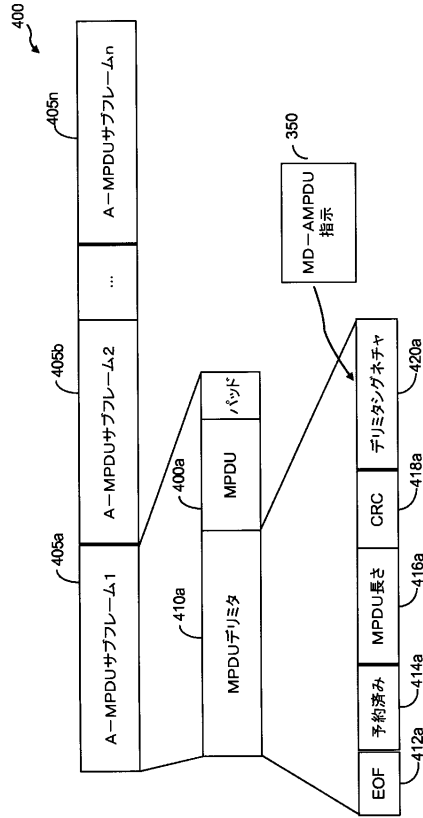 400
405a
405b
405n
A－MPDUサブフレーム1
A－MPDUサブフレーム2
…
A－MPDUサブフレームn
410a
400a
MPDUデリミタ
MPDU
パッド
350
MD－AMPDU
指示
EOF
予約済み
MPDU長さ
CRC
デリミタシグネチャ
412a
414a
416a
418a
420a